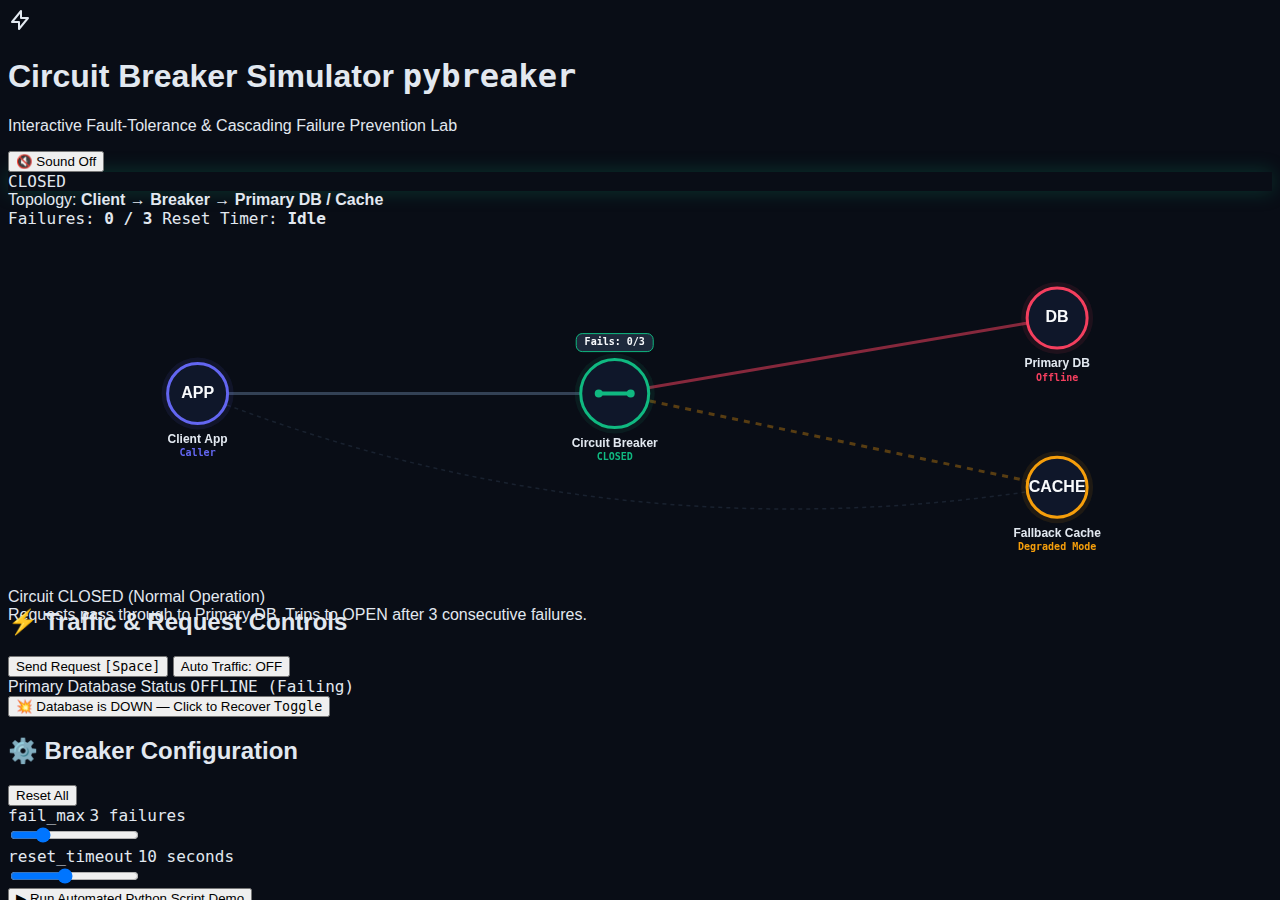 Circuit Breaker Simulator pybreaker
Interactive Fault-Tolerance & Cascading Failure Prevention Lab
🔇 Sound Off
CLOSED
Topology: Client → Breaker → Primary DB / Cache
Failures: 0 / 3 Reset Timer: Idle
DB
Primary DB
Offline
Fails: 0/3
APP
Client App
Caller
Circuit Breaker
CLOSED
CACHE
Fallback Cache
Degraded Mode
Circuit CLOSED (Normal Operation)
Requests pass through to Primary DB. Trips to OPEN after 3 consecutive failures.
⚡ Traffic & Request Controls
Send Request [Space] Auto Traffic: OFF
Primary Database Status OFFLINE (Failing)
💥 Database is DOWN — Click to Recover Toggle
⚙️ Breaker Configuration
Reset All
fail_max 3 failures
reset_timeout 10 seconds
▶ Run Automated Python Script Demo